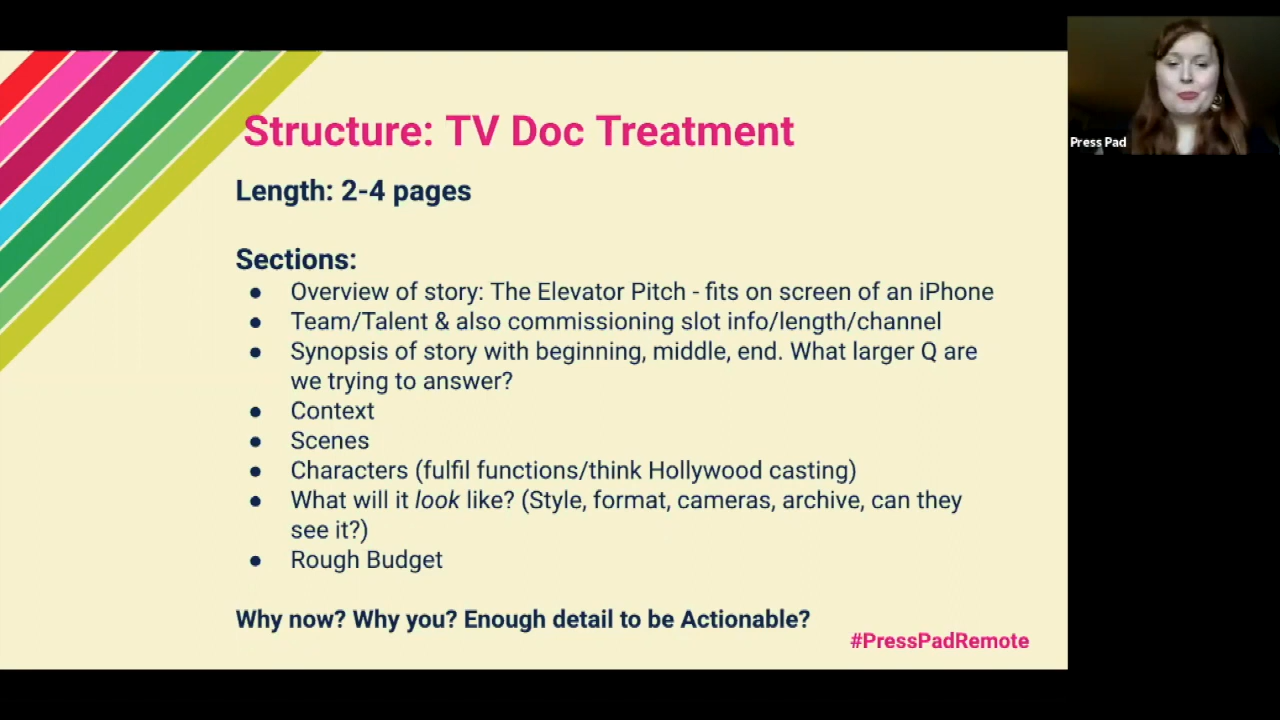 Structure: TV Doc Treatment
Press Pad
Length: 2-4 pages
Sections:
● Overview of story: The Elevator Pitch - fits on screen of an iPhone
● Team/Talent & also commissioning slot info/length/channel
● Synopsis of story with beginning, middle, end. What larger Q are
we trying to answer?
● Context
● Scenes
● Characters (fulfil functions/think Hollywood casting)
● What will it look like? (Style, format, cameras, archive, can they
see it?)
● Rough Budget
Why now? Why you? Enough detail to be Actionable?
#PressPadRemote